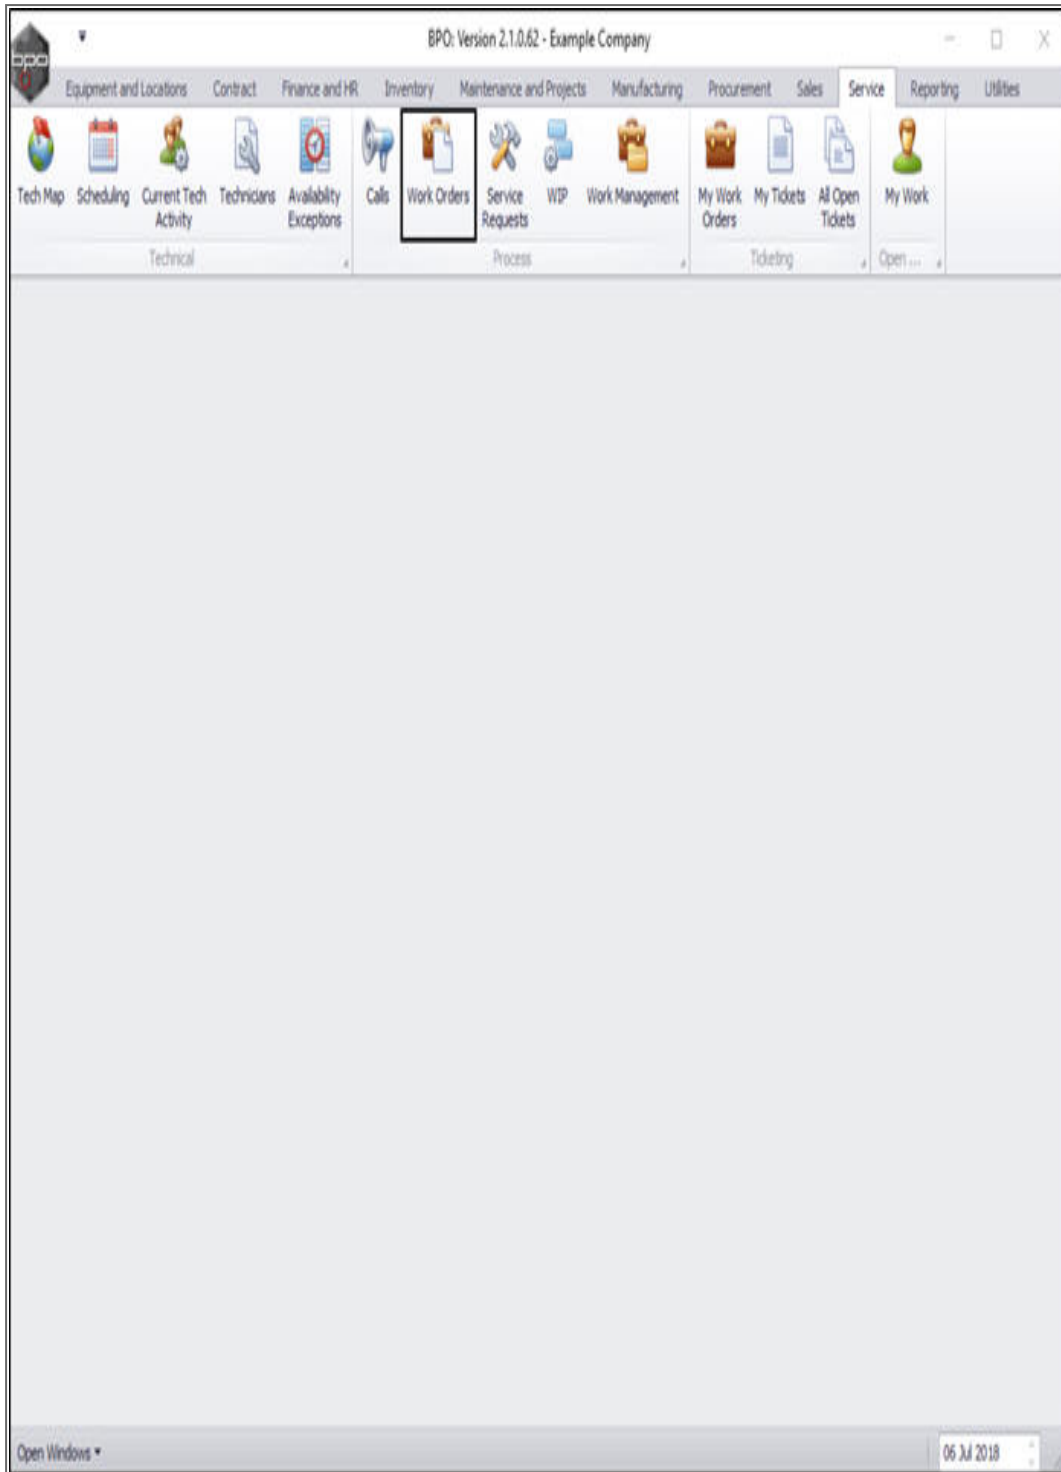 bpo
BPO: Version 2.1.0.62 - Example Company
Equipment and Locations Contract Finance and HR Inventory Maintenance and Projects Manufacturing Procurement Sales Service Reporting Utilities
Tech Map Scheduling Current Tech Activity Technicians Availability Exceptions Calls Work Orders Service Requests WIP Work Management My Work Orders My Tickets All Open Tickets My Work
Technical Process Ticketing Open ...
Open Windows 06 Jul 2018